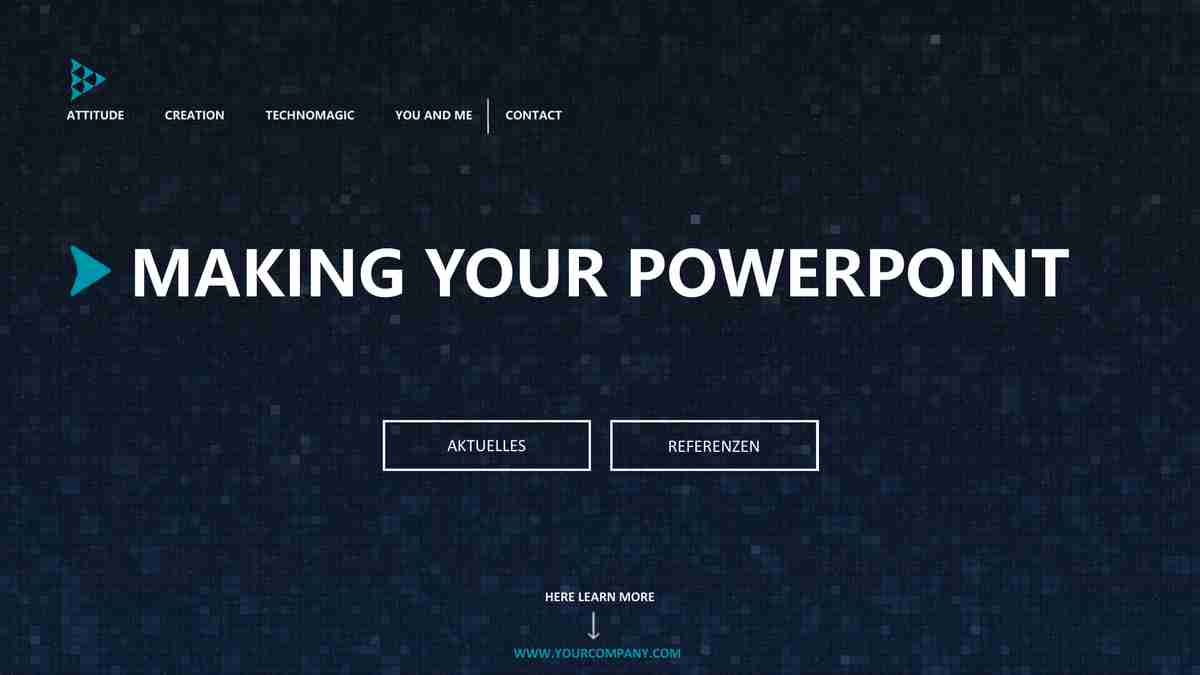 ATTITUDE CREATION TECHNOMAGIC YOU AND ME CONTACT
MAKING YOUR POWERPOINT
AKTUELLES REFERENZEN
HERE LEARN MORE
WWW.YOURCOMPANY.COM